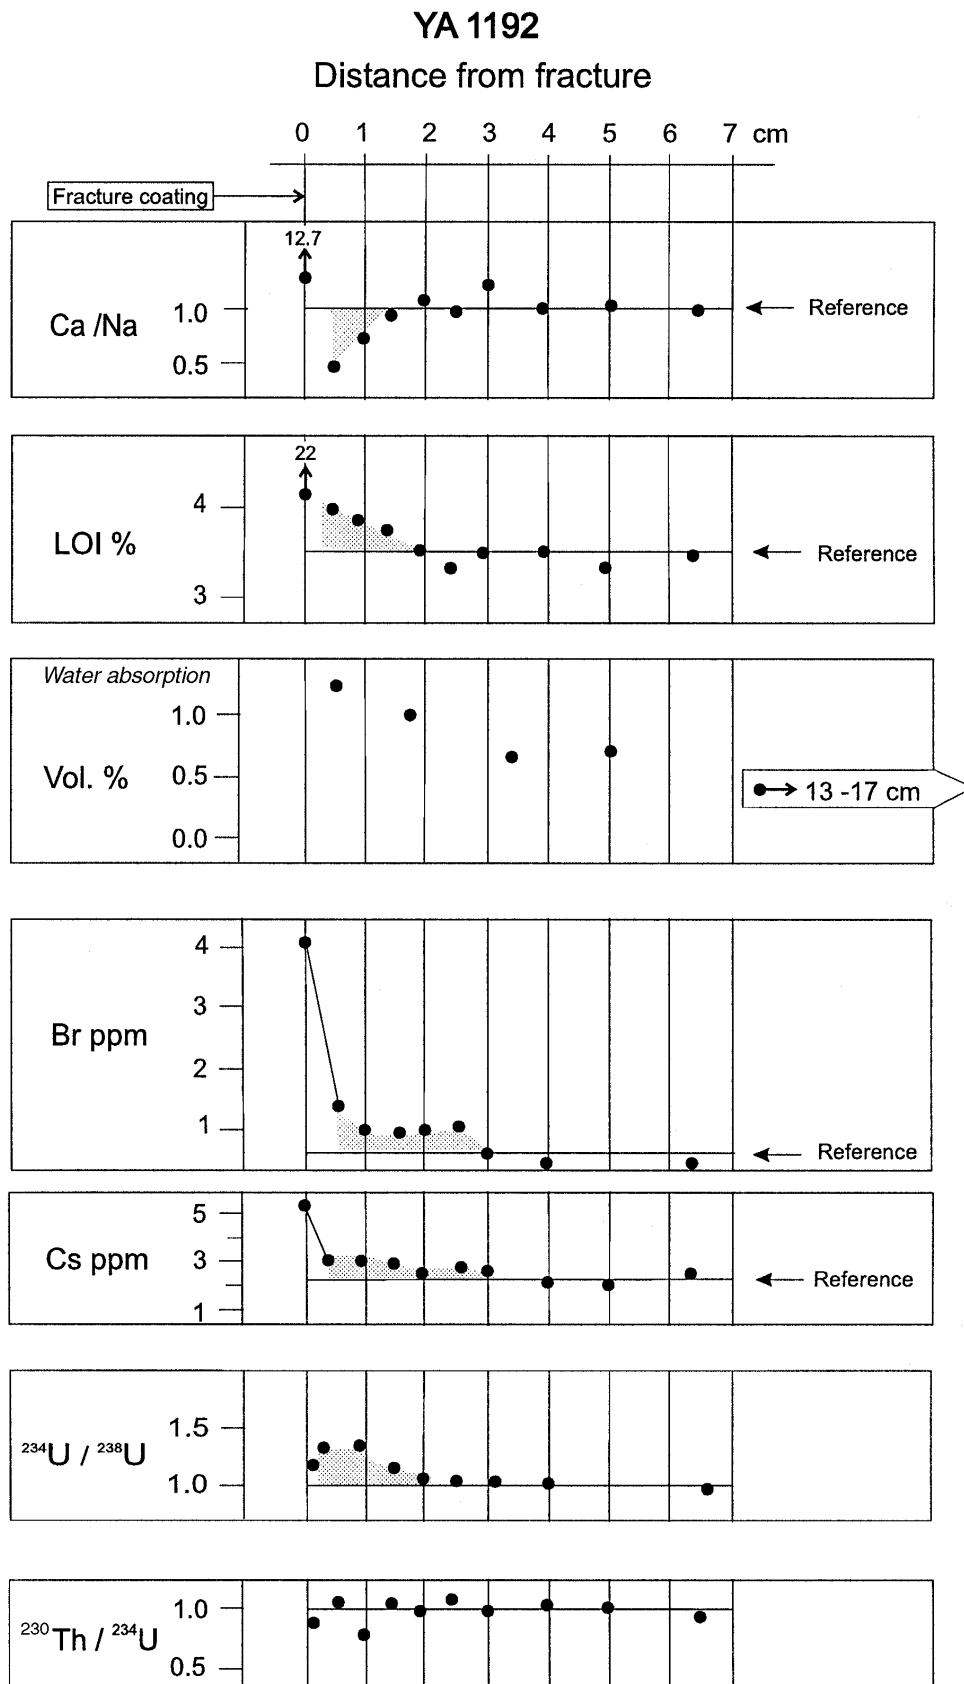 YA 1192
Distance from fracture
0 1 2 3 4 5 6 7 cm
Fracture coating
12.7
Ca /Na
1.0
0.5
Reference
22
LOI %
4
3
Reference
Water absorption
Vol. %
1.0
0.5
0.0
13 -17 cm
Br ppm
4
3
2
1
Reference
Cs ppm
5
3
1
Reference
²³⁴U / ²³⁸U
1.5
1.0
²³⁰Th / ²³⁴U
1.0
0.5